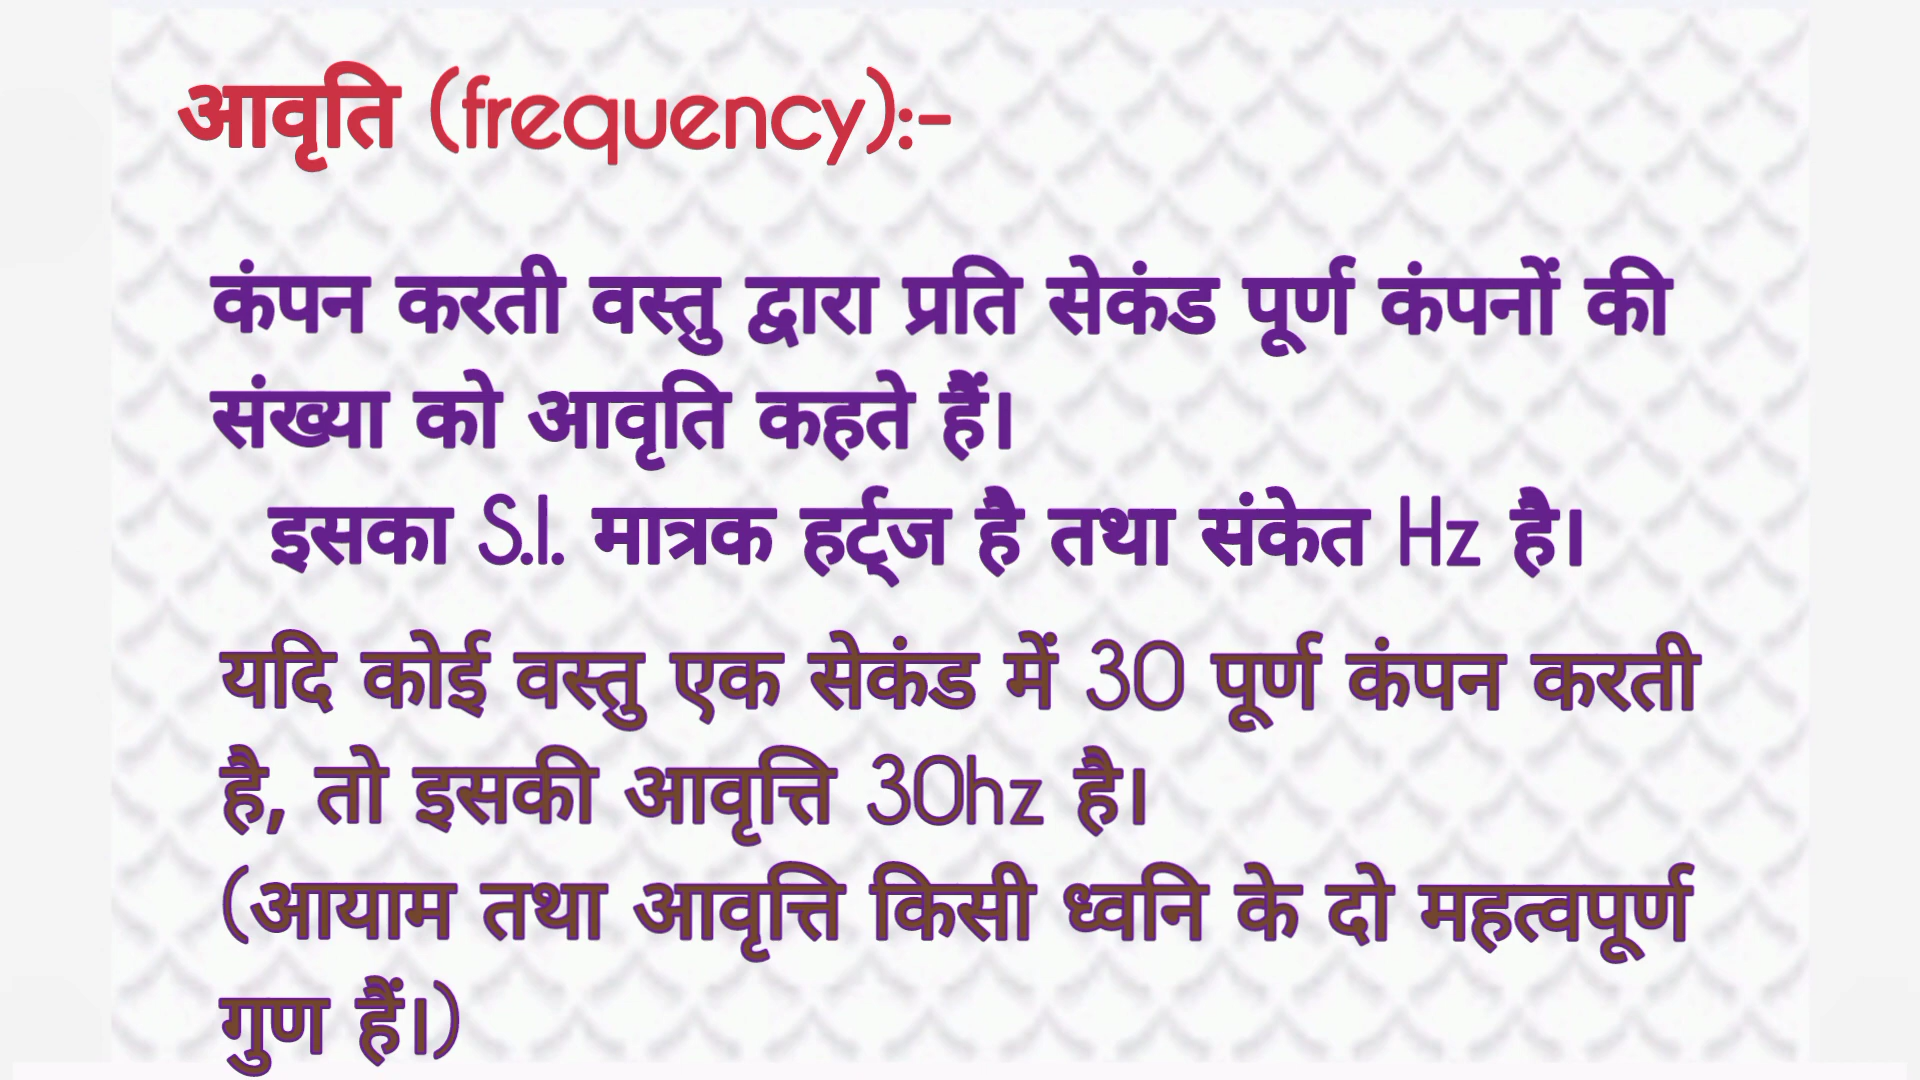 आवृति (frequency):-
कंपन करती वस्तु द्वारा प्रति सेकंड पूर्ण कंपनों की
संख्या को आवृति कहते हैं।
इसका S.I. मात्रक हर्ट्ज है तथा संकेत Hz है।
यदि कोई वस्तु एक सेकंड में 30 पूर्ण कंपन करती
है, तो इसकी आवृत्ति 30hz है।
(आयाम तथा आवृत्ति किसी ध्वनि के दो महत्वपूर्ण
गुण हैं।)